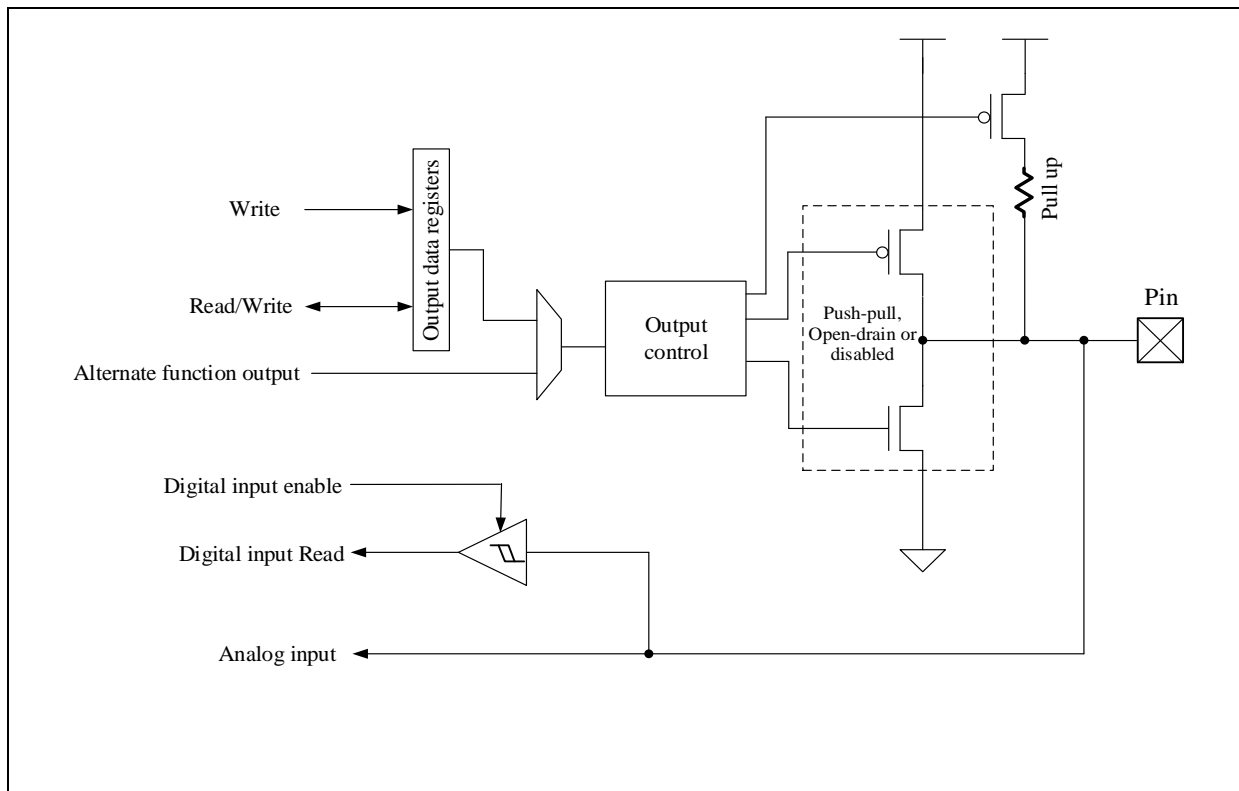 Write
Read/Write
Output data registers
Alternate function output
Output
control
Push-pull,
Open-drain or
disabled
Pull up
Pin
Digital input enable
Digital input Read
Analog input